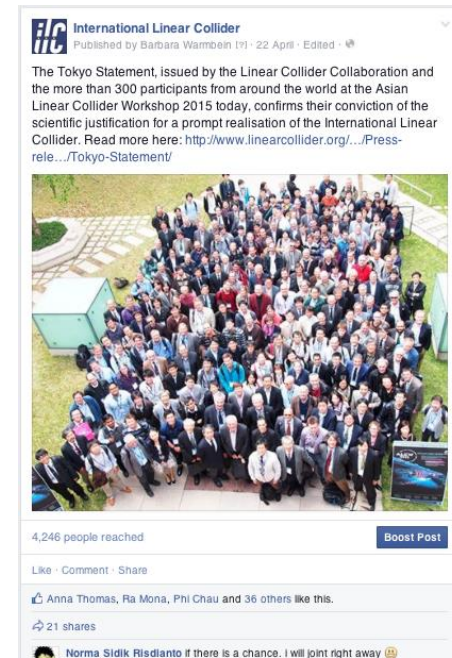 ilc
International Linear Collider
Published by Barbara Warmbein [?] · 22 April · Edited ·
The Tokyo Statement, issued by the Linear Collider Collaboration and
the more than 300 participants from around the world at the Asian
Linear Collider Workshop 2015 today, confirms their conviction of the
scientific justification for a prompt realisation of the International Linear
Collider. Read more here: http://www.linearcollider.org/…/Press-
rele…/Tokyo-Statement/
4,246 people reached
Boost Post
Like · Comment · Share
Anna Thomas, Ra Mona, Phi Chau and 36 others like this.
21 shares
Norma Sidik Risdianto if there is a chance. i will joint right away